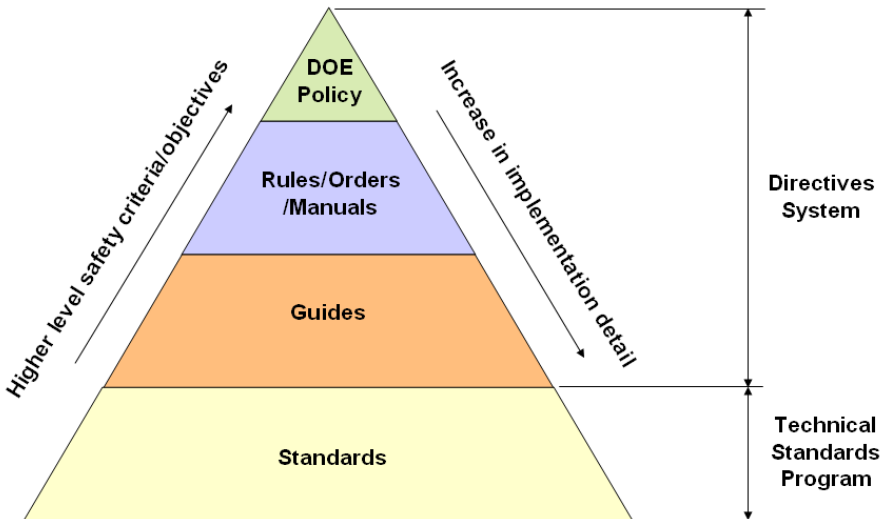 DOE
Policy
Rules/Orders
/Manuals
Guides
Standards
Higher level safety criteria/objectives
Increase in implementation detail
Directives
System
Technical
Standards
Program